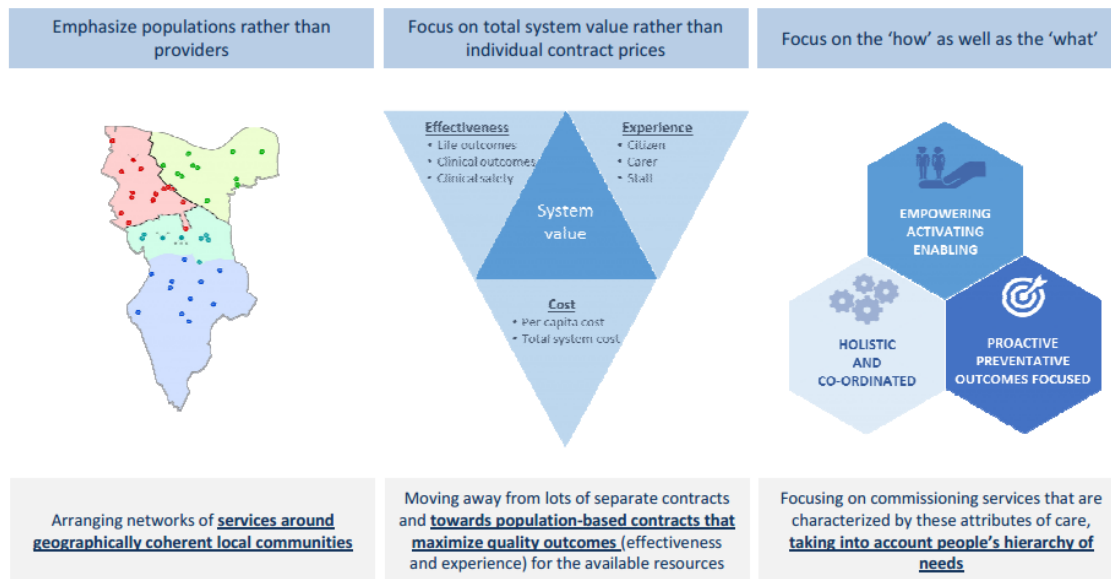 Emphasize populations rather than
providers
Focus on total system value rather than
individual contract prices
Focus on the ‘how’ as well as the ‘what’
Effectiveness
• Life outcomes
• Clinical outcomes
• Clinical safety
Experience
• Citizen
• Carer
• Staff
System
value
Cost
• Per capita cost
• Total system cost
EMPOWERING
ACTIVATING
ENABLING
HOLISTIC
AND
CO-ORDINATED
PROACTIVE
PREVENTATIVE
OUTCOMES FOCUSED
Arranging networks of services around
geographically coherent local communities
Moving away from lots of separate contracts
and towards population-based contracts that
maximize quality outcomes (effectiveness
and experience) for the available resources
Focusing on commissioning services that are
characterized by these attributes of care,
taking into account people’s hierarchy of
needs